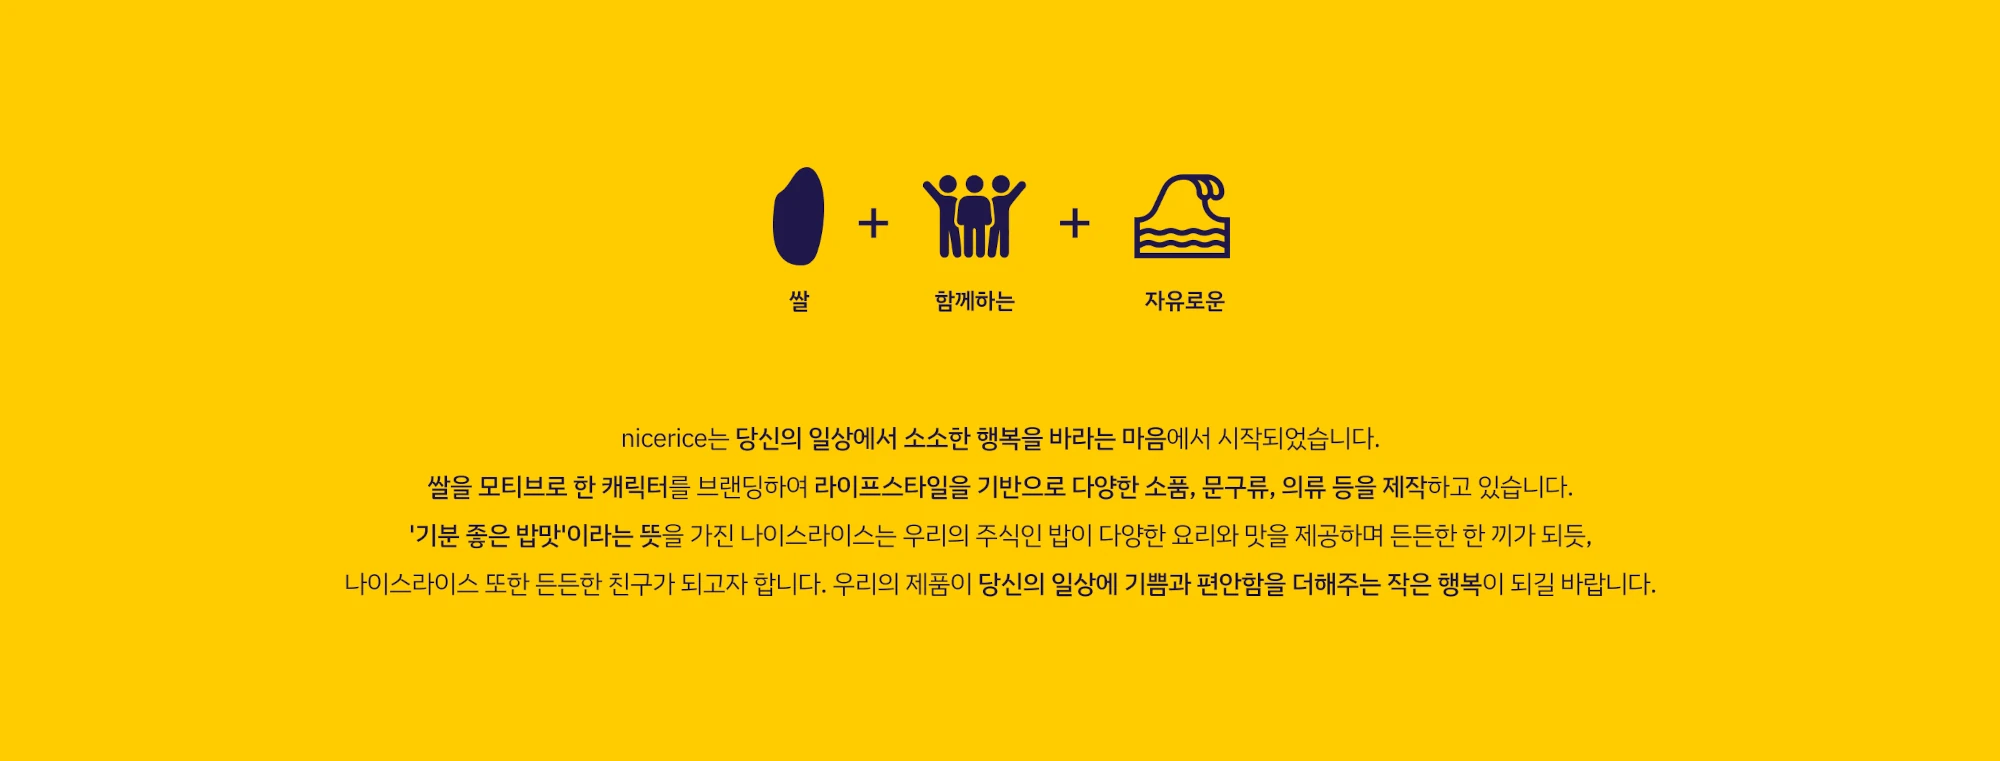 쌀 + 함께하는 + 자유로운
nicerice는 당신의 일상에서 소소한 행복을 바라는 마음에서 시작되었습니다.
쌀을 모티브로 한 캐릭터를 브랜딩하여 라이프스타일을 기반으로 다양한 소품, 문구류, 의류 등을 제작하고 있습니다.
'기분 좋은 밥맛'이라는 뜻을 가진 나이스라이스는 우리의 주식인 밥이 다양한 요리와 맛을 제공하며 든든한 한 끼가 되듯,
나이스라이스 또한 든든한 친구가 되고자 합니다. 우리의 제품이 당신의 일상에 기쁨과 편안함을 더해주는 작은 행복이 되길 바랍니다.